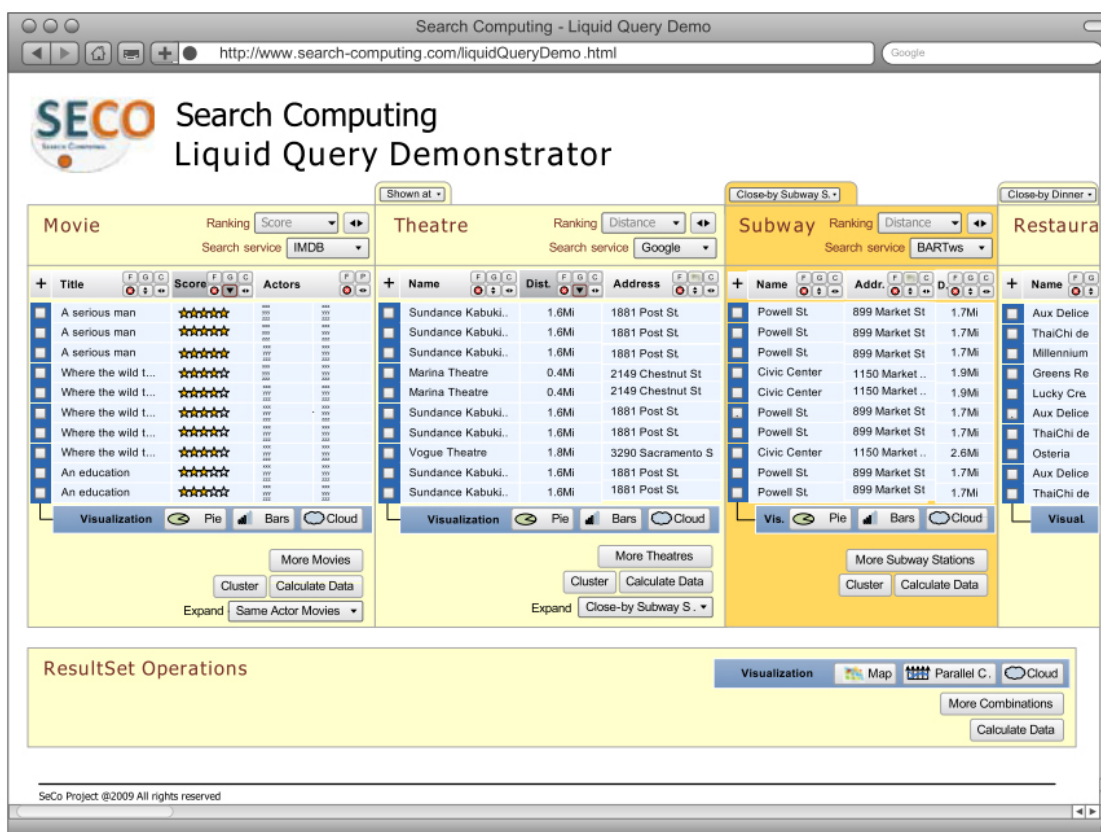 Search Computing - Liquid Query Demo
http://www.search-computing.com/liquidQueryDemo.html
Google
SECO
Search Computing
Search Computing
Liquid Query Demonstrator
Shown at
Close-by Subway S.
Close-by Dinner
Movie Ranking Score Theatre Ranking Distance Subway Ranking Distance Restaura
Search service IMDB Search service Google Search service BARTws
+ Title F G C Score F G C Actors F P + Name F G C Dist. F G C Address F C + Name F G C Addr. F C D. F G C + Name F G
A serious man Sundance Kabuki.. 1.6Mi 1881 Post St. Powell St. 899 Market St 1.7Mi Aux Delice
A serious man Sundance Kabuki.. 1.6Mi 1881 Post St. Powell St. 899 Market St 1.7Mi ThaiChi de
A serious man Sundance Kabuki.. 1.6Mi 1881 Post St. Powell St. 899 Market St 1.7Mi Millennium
Where the wild t... Marina Theatre 0.4Mi 2149 Chestnut St Civic Center 1150 Market .. 1.9Mi Greens Re
Where the wild t... Marina Theatre 0.4Mi 2149 Chestnut St Civic Center 1150 Market .. 1.9Mi Lucky Cre
Where the wild t... Sundance Kabuki.. 1.6Mi 1881 Post St. Powell St. 899 Market St 1.7Mi Aux Delice
Where the wild t... Sundance Kabuki.. 1.6Mi 1881 Post St. Powell St. 899 Market St 1.7Mi ThaiChi de
Where the wild t... Vogue Theatre 1.8Mi 3290 Sacramento S Civic Center 1150 Market .. 2.6Mi Osteria
An education Sundance Kabuki.. 1.6Mi 1881 Post St. Powell St. 899 Market St 1.7Mi Aux Delice
An education Sundance Kabuki.. 1.6Mi 1881 Post St. Powell St. 899 Market St 1.7Mi ThaiChi de
Visualization Pie Bars Cloud Visualization Pie Bars Cloud Vis. Pie Bars Cloud Visual
More Movies More Theatres More Subway Stations
Cluster Calculate Data Cluster Calculate Data Cluster Calculate Data
Expand Same Actor Movies Expand Close-by Subway S.
ResultSet Operations
Visualization Map Parallel C. Cloud
More Combinations
Calculate Data
SeCo Project @2009 All rights reserved